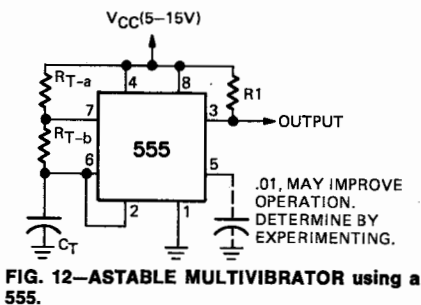 VCC(5–15V)
RT-a
4
8
R1
7
3
OUTPUT
RT-b
555
6
5
.01, MAY IMPROVE
OPERATION.
DETERMINE BY
EXPERIMENTING.
2
1
CT
FIG. 12—ASTABLE MULTIVIBRATOR using a
555.